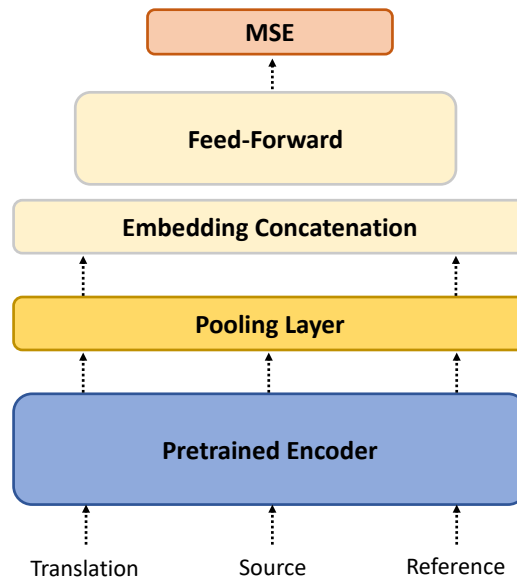 MSE
Feed-Forward
Embedding Concatenation
Pooling Layer
Pretrained Encoder
Translation Source Reference